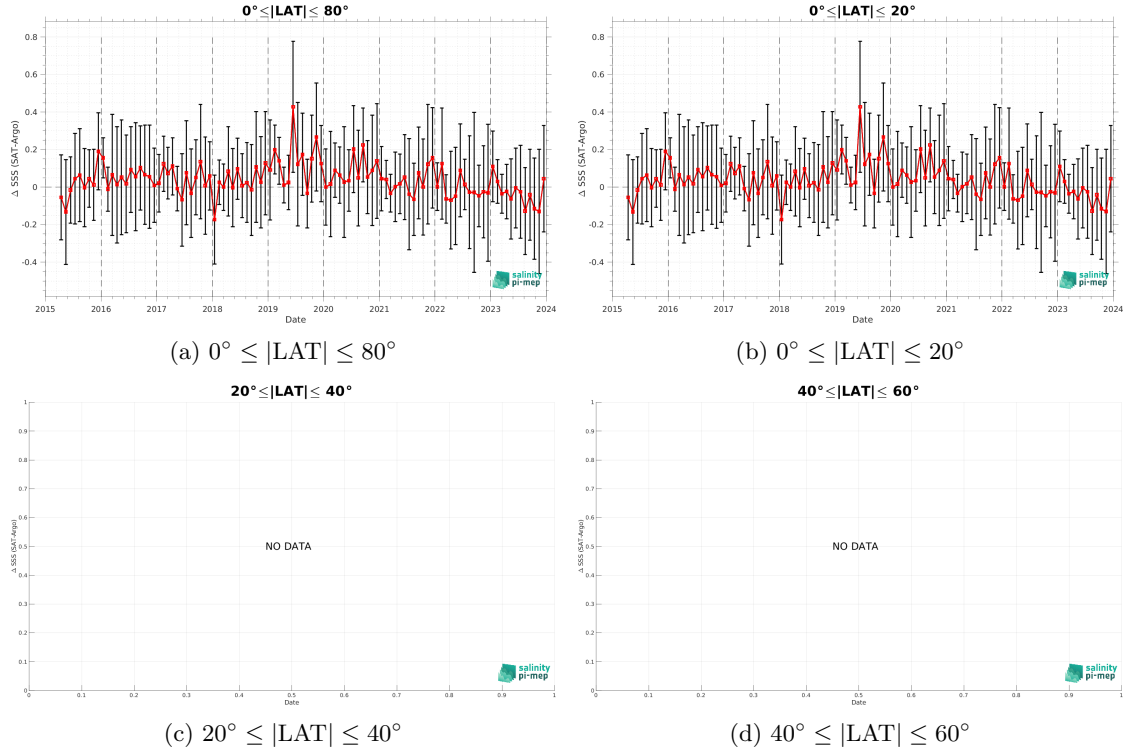 0°≤|LAT|≤ 80°
0.8
0.6
0.4
0.2
0
-0.2
-0.4
Δ SSS (SAT-Argo)
salinity
pi-mep
2015 2016 2017 2018 2019 2020 2021 2022 2023 2024
Date
(a) 0° ≤ |LAT| ≤ 80°
0°≤|LAT|≤ 20°
0.8
0.6
0.4
0.2
0
-0.2
-0.4
Δ SSS (SAT-Argo)
salinity
pi-mep
2015 2016 2017 2018 2019 2020 2021 2022 2023 2024
Date
(b) 0° ≤ |LAT| ≤ 20°
20°≤|LAT|≤ 40°
1
0.9
0.8
0.7
0.6
0.5
0.4
0.3
0.2
0.1
0
Δ SSS (SAT-Argo)
NO DATA
salinity
pi-mep
0 0.1 0.2 0.3 0.4 0.5 0.6 0.7 0.8 0.9 1
Date
(c) 20° ≤ |LAT| ≤ 40°
40°≤|LAT|≤ 60°
1
0.9
0.8
0.7
0.6
0.5
0.4
0.3
0.2
0.1
0
Δ SSS (SAT-Argo)
NO DATA
salinity
pi-mep
0 0.1 0.2 0.3 0.4 0.5 0.6 0.7 0.8 0.9 1
Date
(d) 40° ≤ |LAT| ≤ 60°